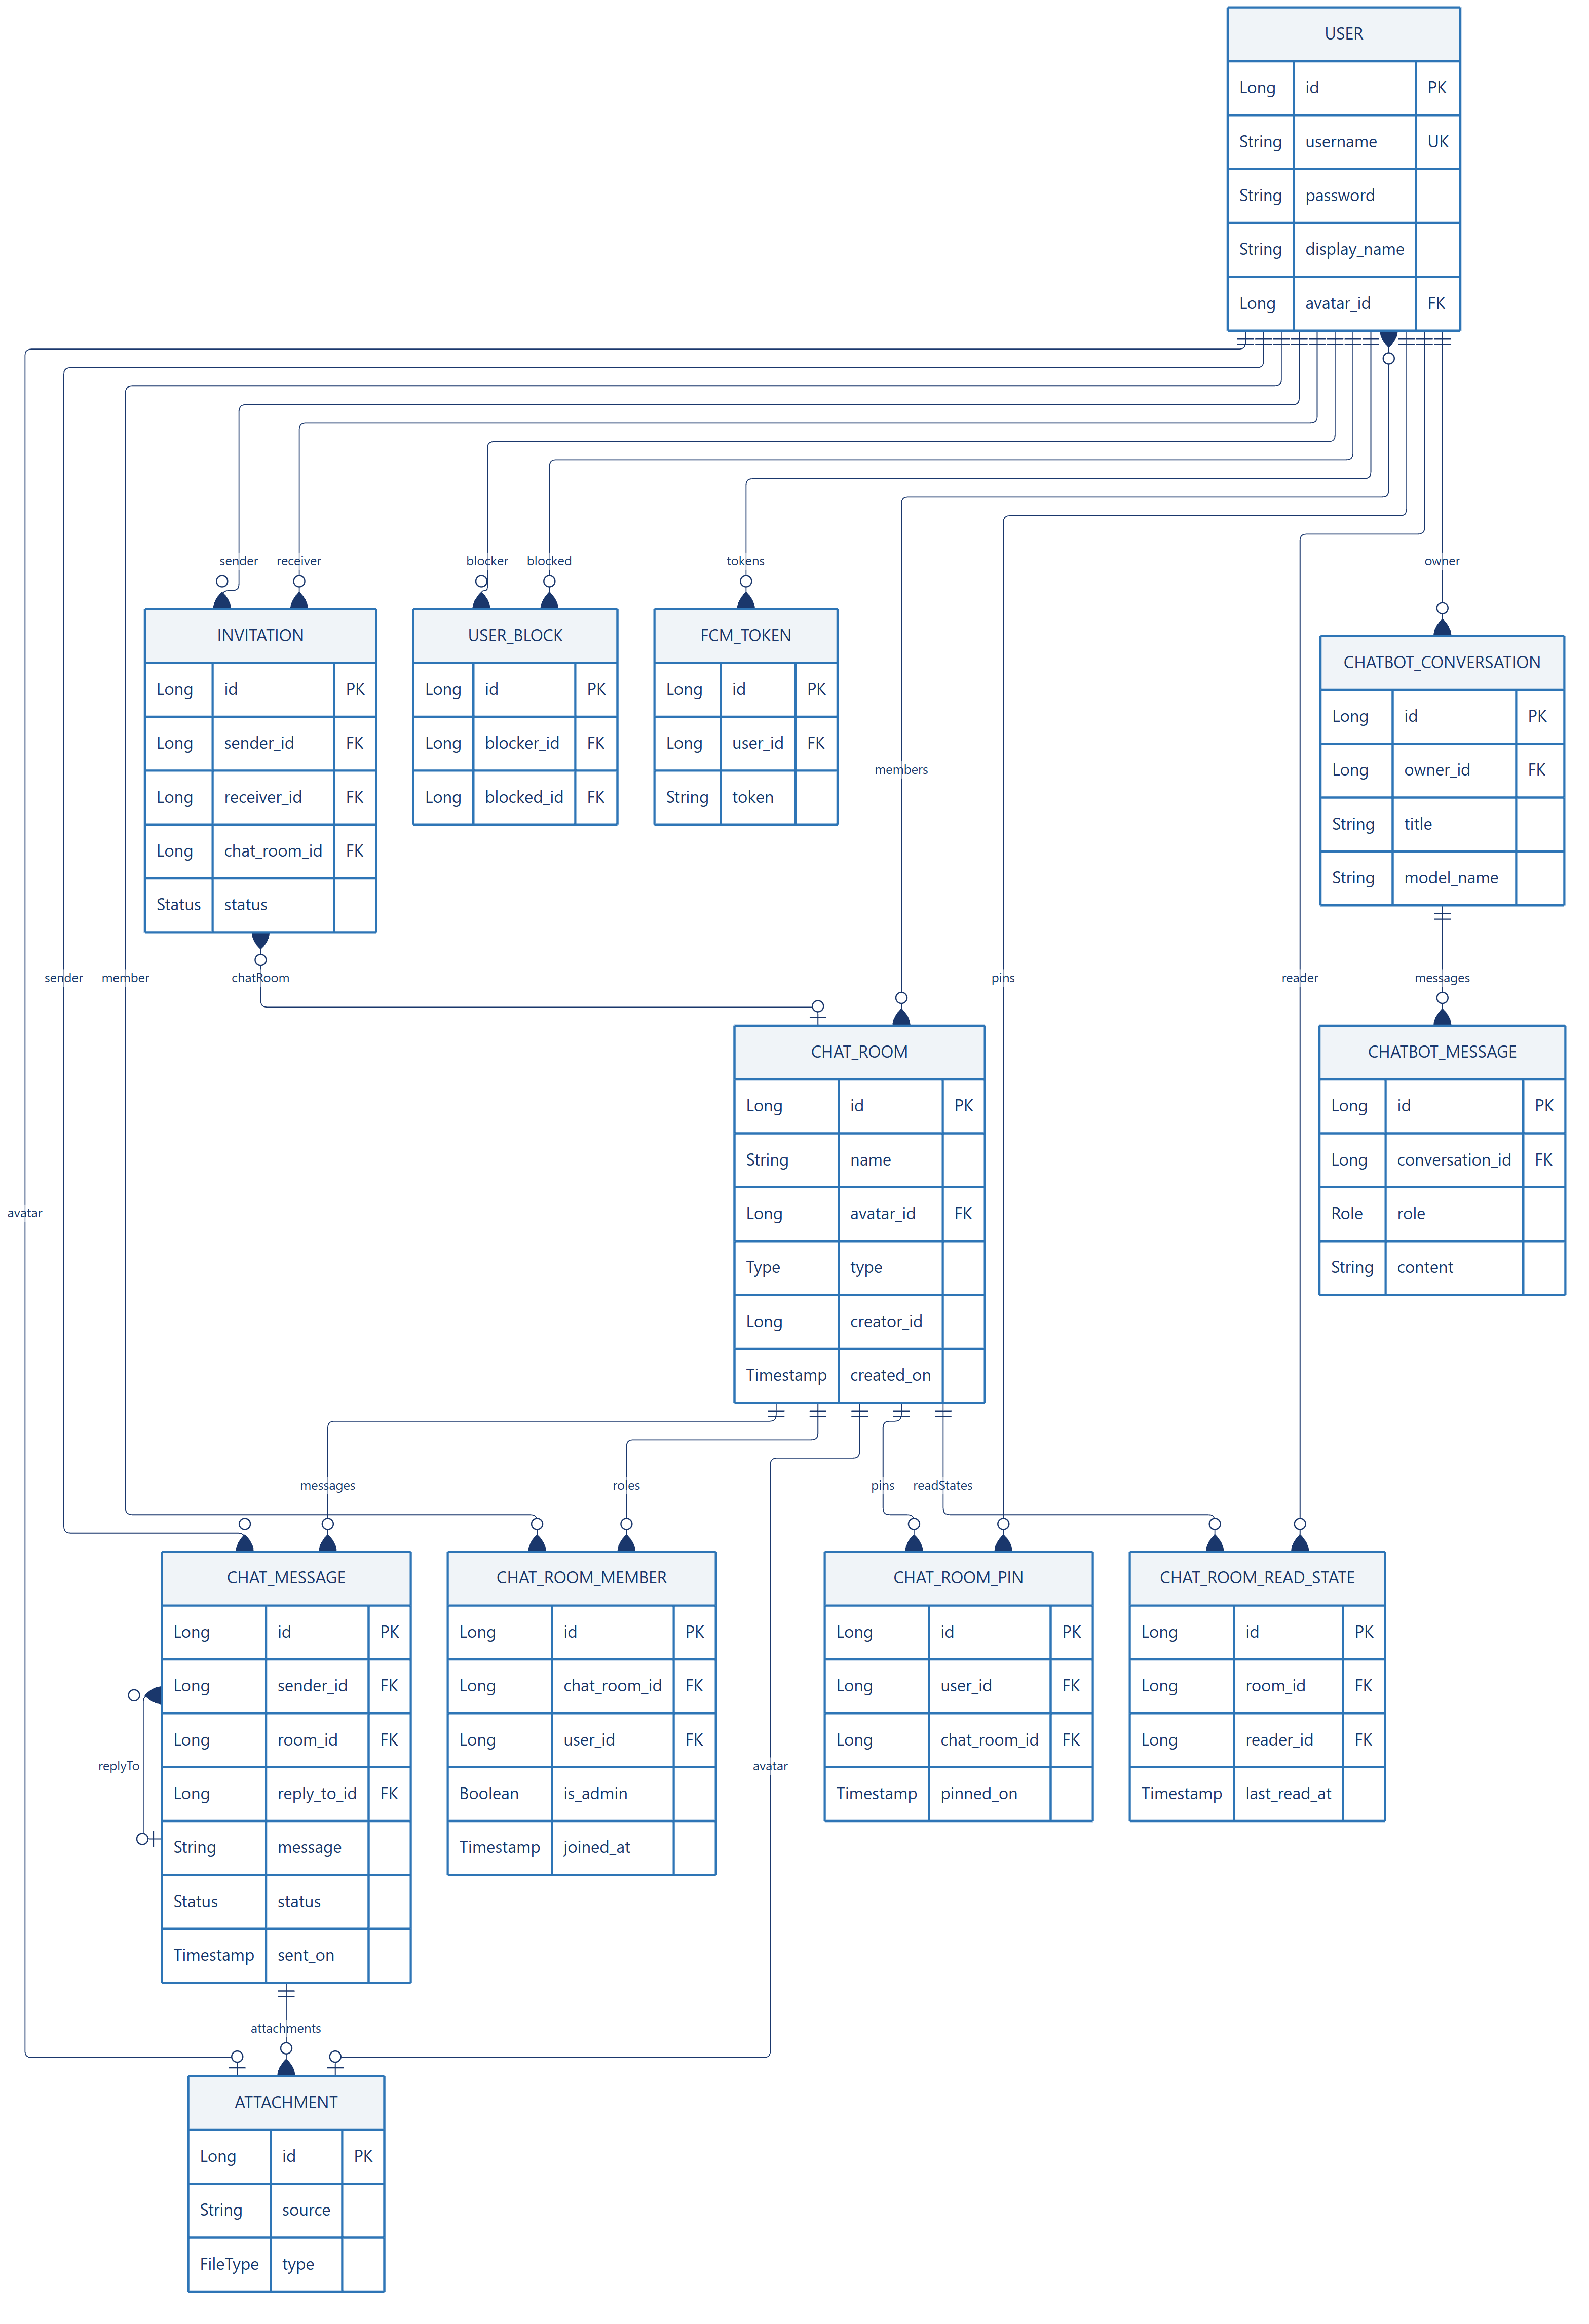 USER
Long id PK
String username UK
String password
String display_name
Long avatar_id FK
sender receiver blocker blocked tokens owner
INVITATION
Long id PK
Long sender_id FK
Long receiver_id FK
Long chat_room_id FK
Status status
USER_BLOCK
Long id PK
Long blocker_id FK
Long blocked_id FK
FCM_TOKEN
Long id PK
Long user_id FK
String token
members
CHATBOT_CONVERSATION
Long id PK
Long owner_id FK
String title
String model_name
sender member chatRoom pins reader messages
CHAT_ROOM
Long id PK
String name
Long avatar_id FK
Type type
Long creator_id
Timestamp created_on
CHATBOT_MESSAGE
Long id PK
Long conversation_id FK
Role role
String content
avatar
messages roles pins readStates
CHAT_MESSAGE
Long id PK
Long sender_id FK
Long room_id FK
Long reply_to_id FK
String message
Status status
Timestamp sent_on
replyTo
CHAT_ROOM_MEMBER
Long id PK
Long chat_room_id FK
Long user_id FK
Boolean is_admin
Timestamp joined_at
avatar
CHAT_ROOM_PIN
Long id PK
Long user_id FK
Long chat_room_id FK
Timestamp pinned_on
CHAT_ROOM_READ_STATE
Long id PK
Long room_id FK
Long reader_id FK
Timestamp last_read_at
attachments
ATTACHMENT
Long id PK
String source
FileType type